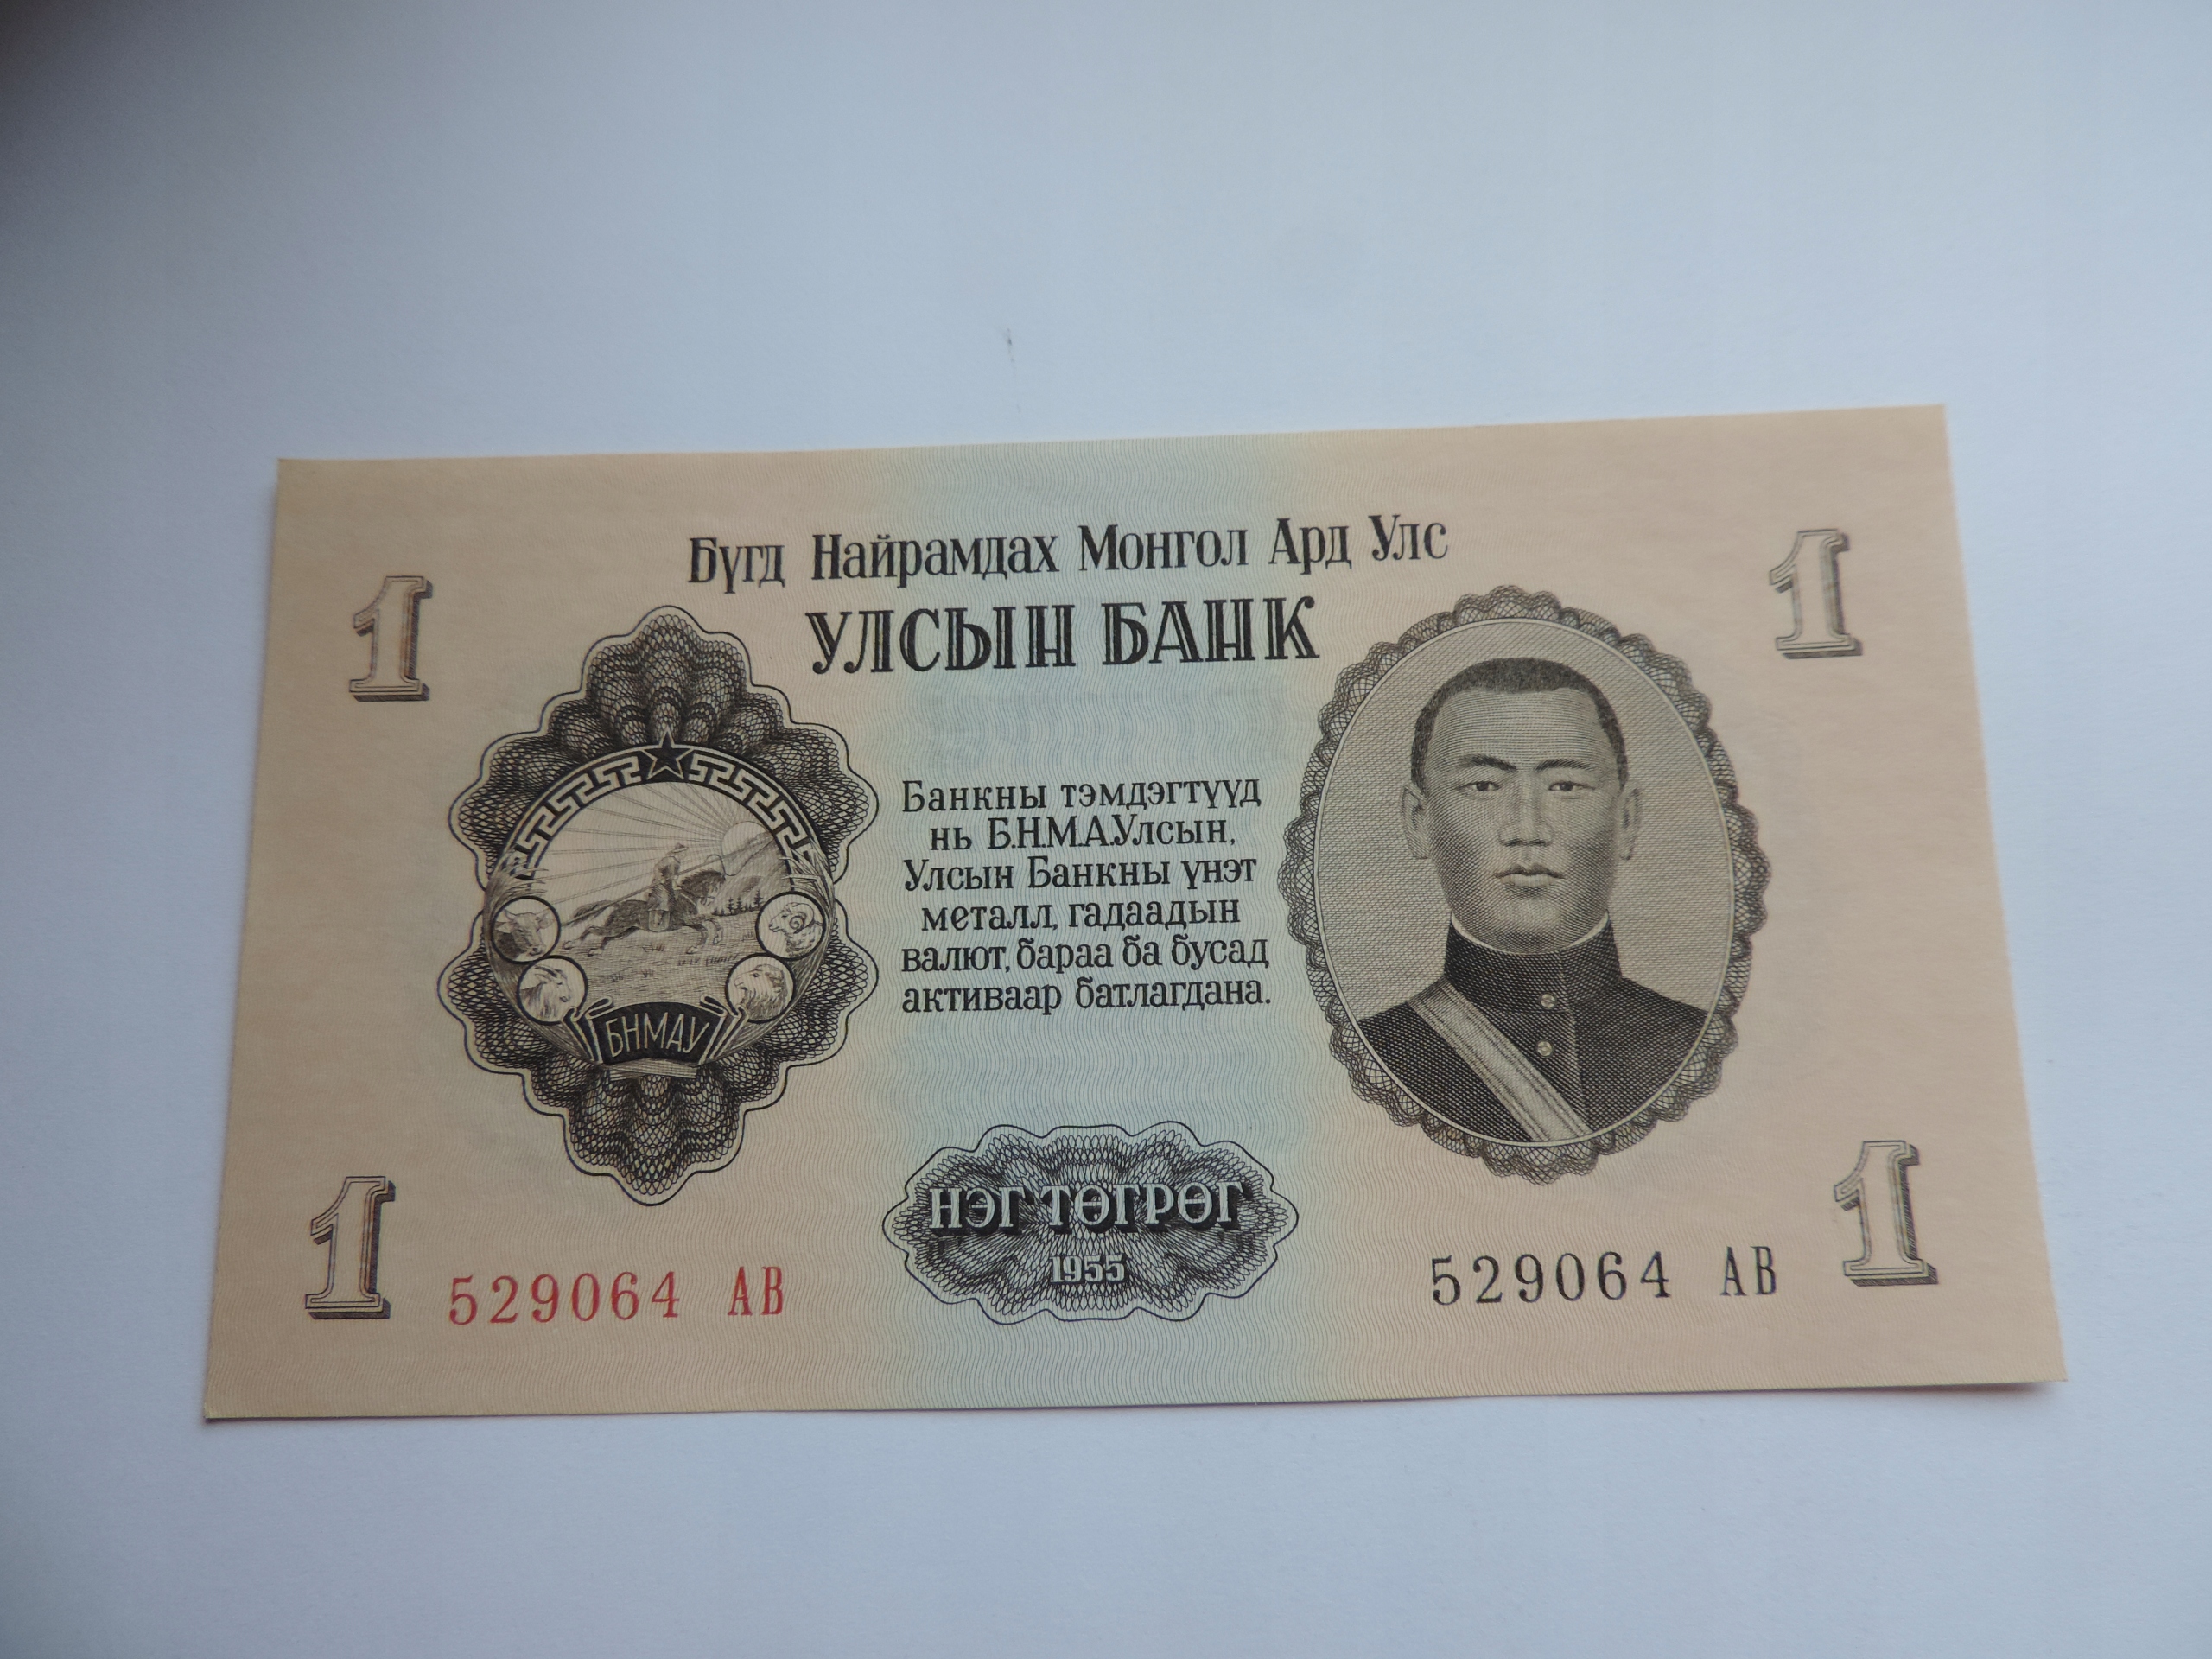 Бүгд Найрамдах Монгол Ард Улс
УЛСЫН БАНК
1
1
Банкны тэмдэгтүүд
нь Б.Н.М.А.Улсын,
Улсын Банкны үнэт
металл, гадаадын
валют, бараа ба бусад
активаар батлагдана.
БНМАУ
НЭГ ТӨГРӨГ
1955
1
529064 АВ
529064 АВ
1